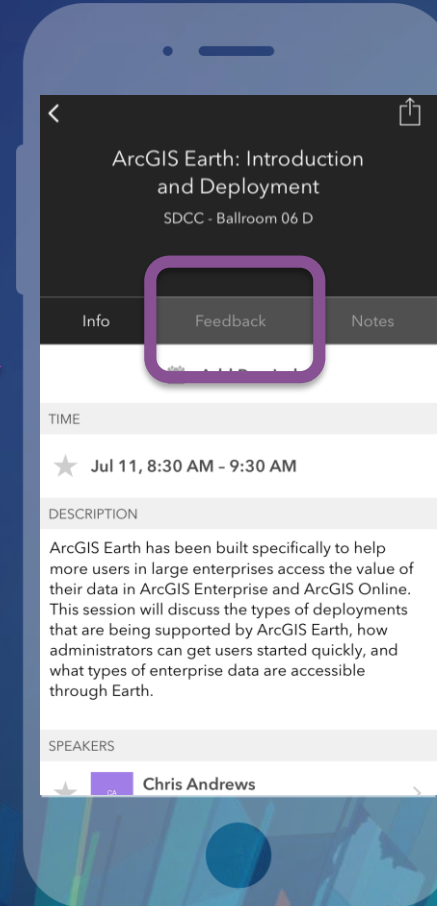 ArcGIS Earth: Introduction
and Deployment
SDCC - Ballroom 06 D
Info Feedback Notes
TIME
Jul 11, 8:30 AM – 9:30 AM
DESCRIPTION
ArcGIS Earth has been built specifically to help
more users in large enterprises access the value of
their data in ArcGIS Enterprise and ArcGIS Online.
This session will discuss the types of deployments
that are being supported by ArcGIS Earth, how
administrators can get users started quickly, and
what types of enterprise data are accessible
through Earth.
SPEAKERS
CA
Chris Andrews